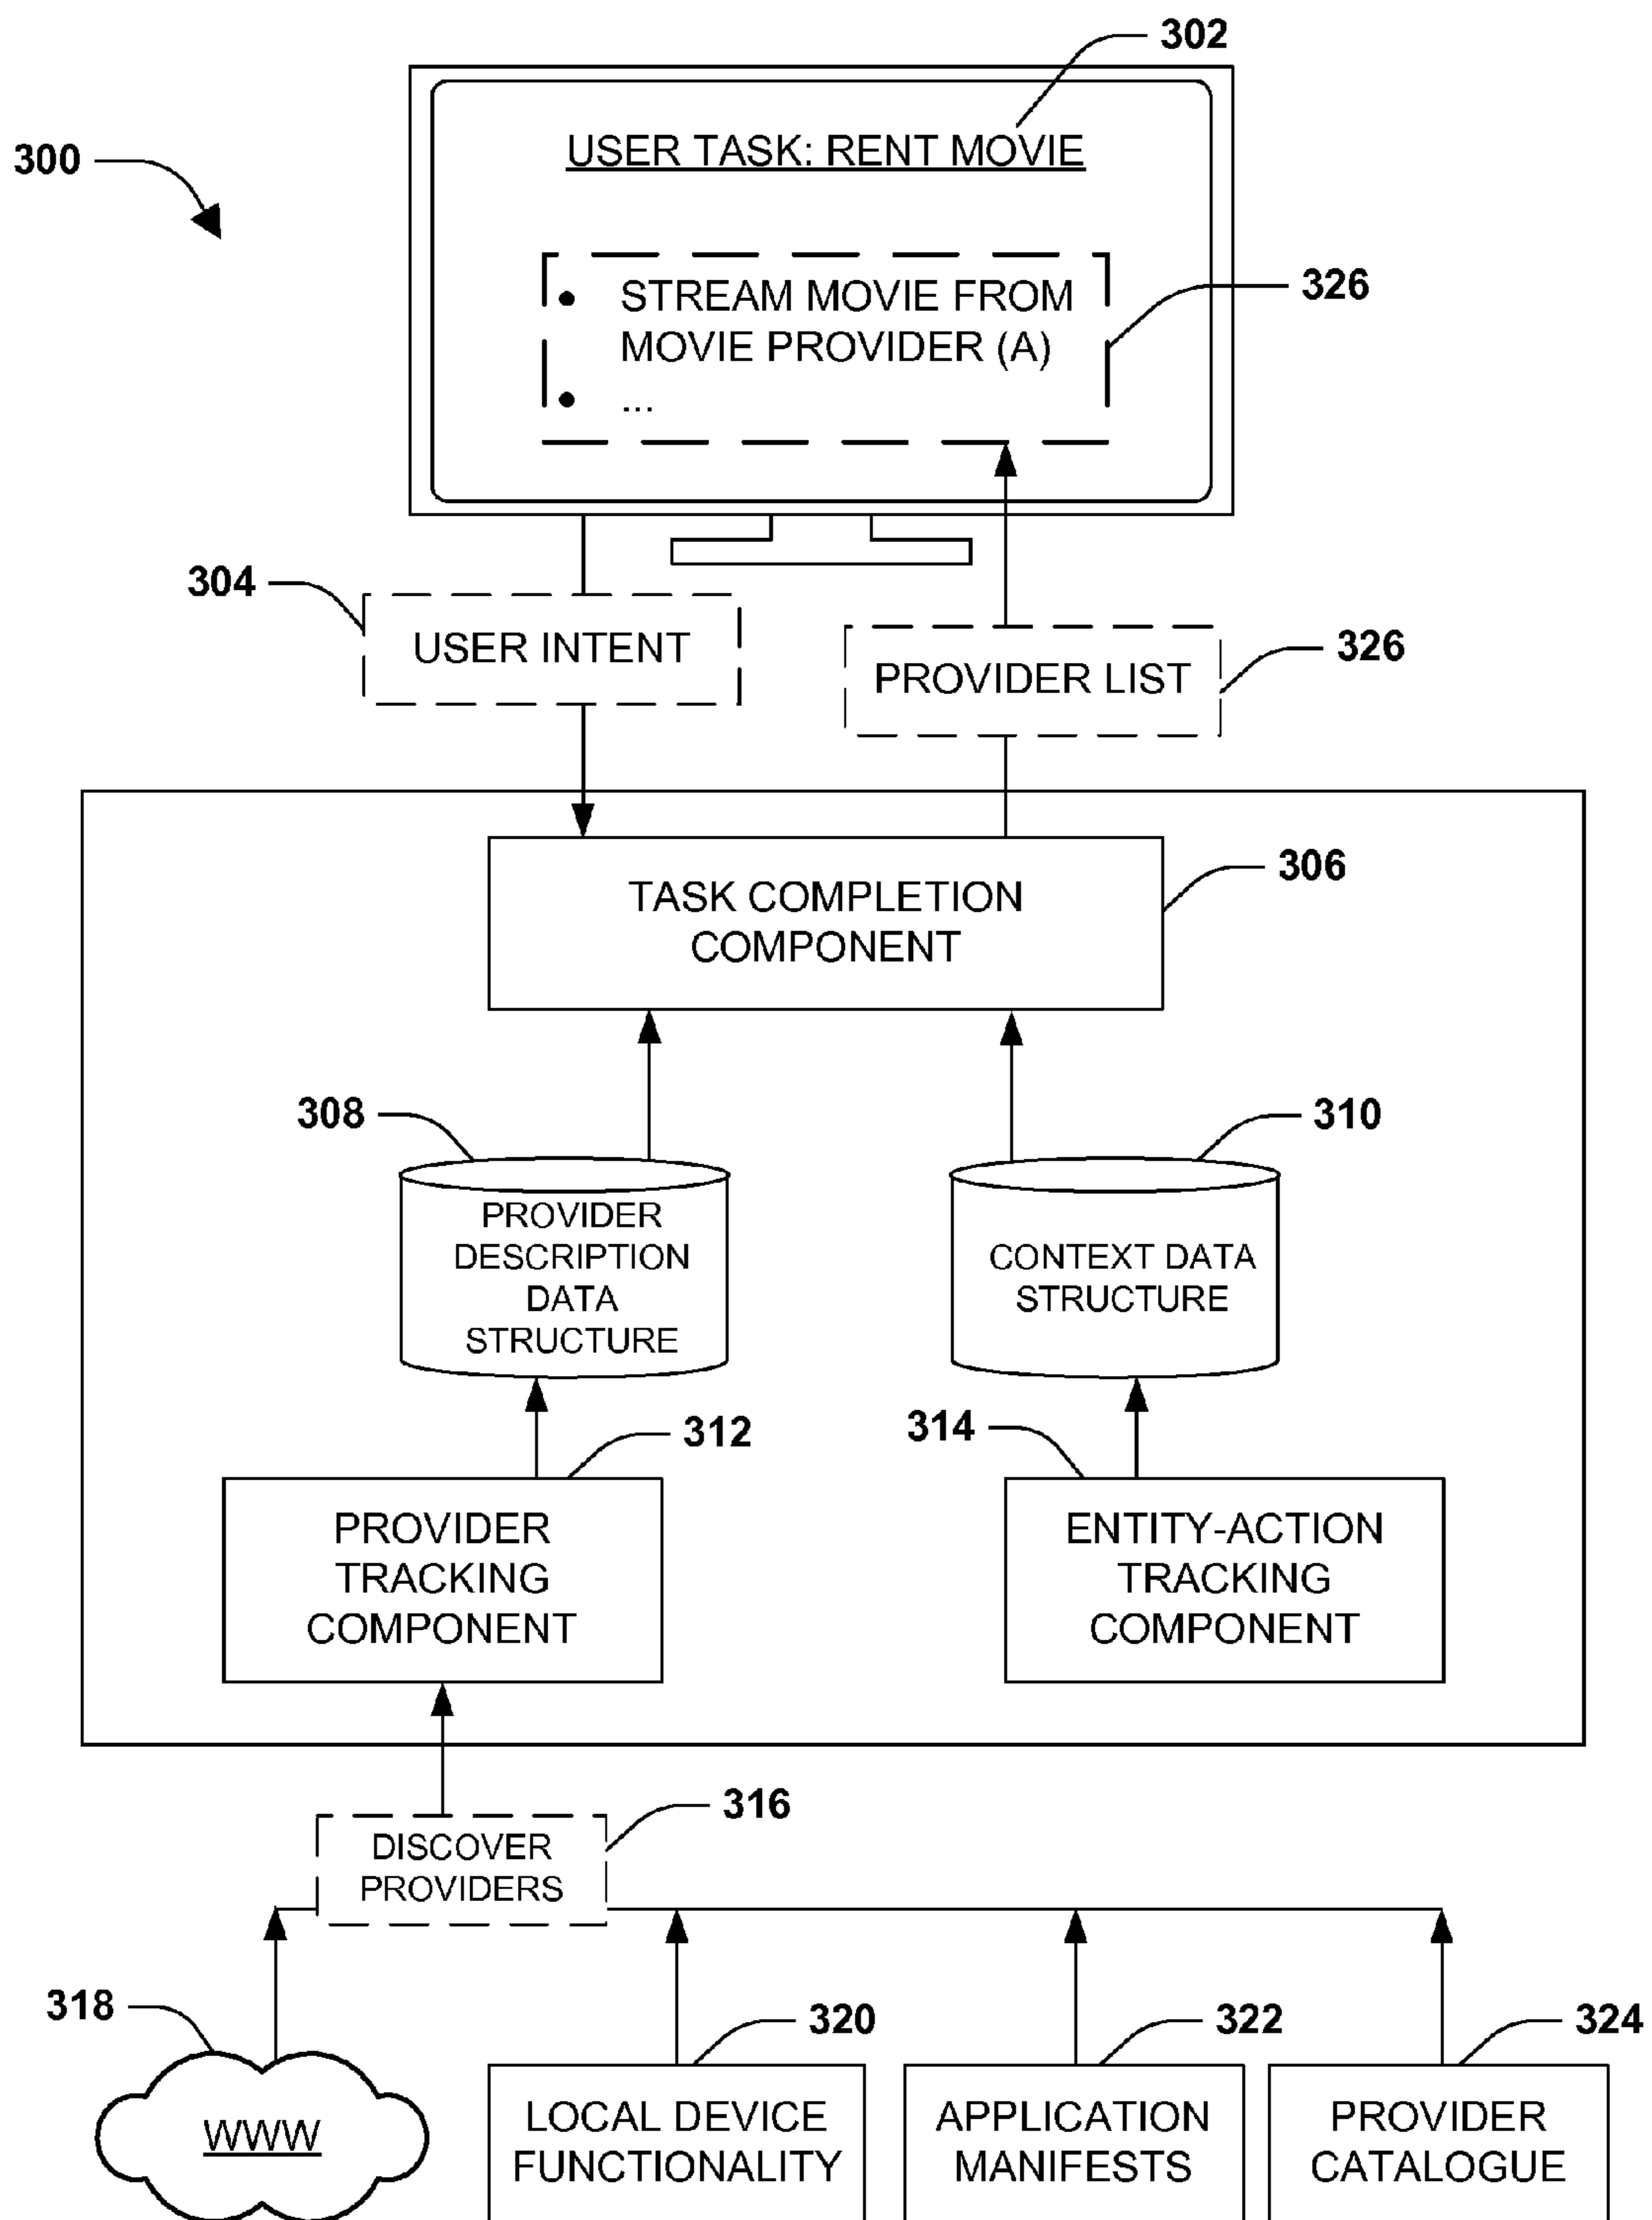 302
300
USER TASK: RENT MOVIE
326
• STREAM MOVIE FROM
MOVIE PROVIDER (A)
• ...
304
USER INTENT
326
PROVIDER LIST
306
TASK COMPLETION
COMPONENT
308
310
PROVIDER
DESCRIPTION
DATA
STRUCTURE
CONTEXT DATA
STRUCTURE
312
314
PROVIDER
TRACKING
COMPONENT
ENTITY-ACTION
TRACKING
COMPONENT
316
DISCOVER
PROVIDERS
318
320
322
324
WWW
LOCAL DEVICE
FUNCTIONALITY
APPLICATION
MANIFESTS
PROVIDER
CATALOGUE